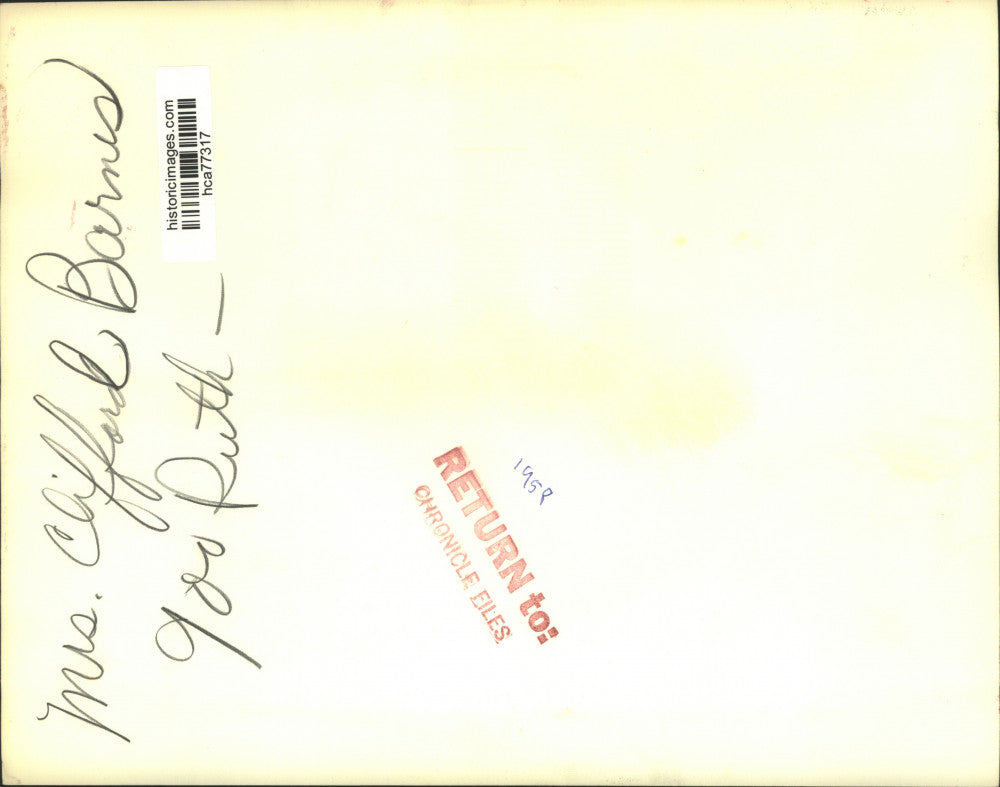 Mrs. Clifford Barnes
900 Ruth —
historicimages.com
hca77317
1958
RETURN to:
CHRONICLE FILES